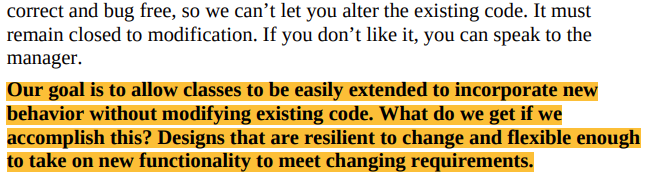 correct and bug free, so we can’t let you alter the existing code. It must
remain closed to modification. If you don’t like it, you can speak to the
manager.
Our goal is to allow classes to be easily extended to incorporate new
behavior without modifying existing code. What do we get if we
accomplish this? Designs that are resilient to change and flexible enough
to take on new functionality to meet changing requirements.